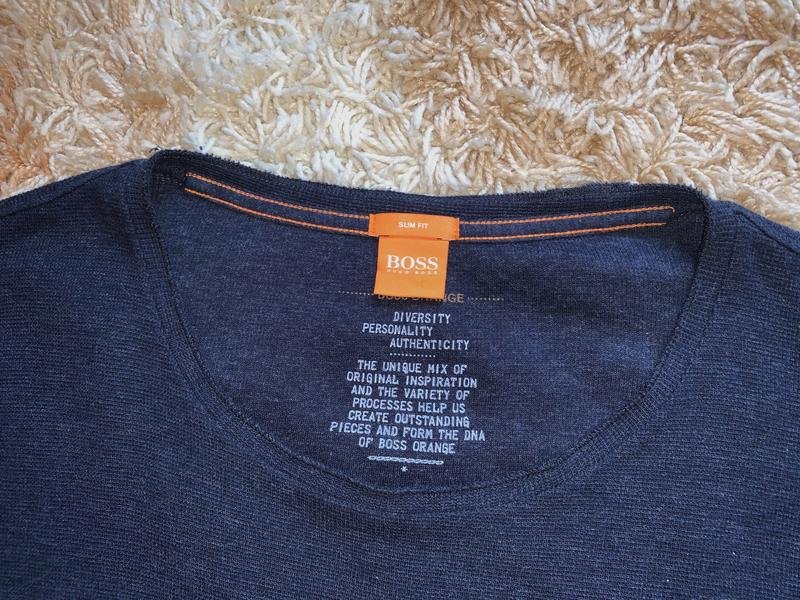 SLIM FIT
BOSS
HUGO BOSS
BOSS ORANGE
DIVERSITY
PERSONALITY
AUTHENTICITY
THE UNIQUE MIX OF
ORIGINAL INSPIRATION
AND THE VARIETY OF
PROCESSES HELP US
CREATE OUTSTANDING
PIECES AND FORM THE DNA
OF BOSS ORANGE
*